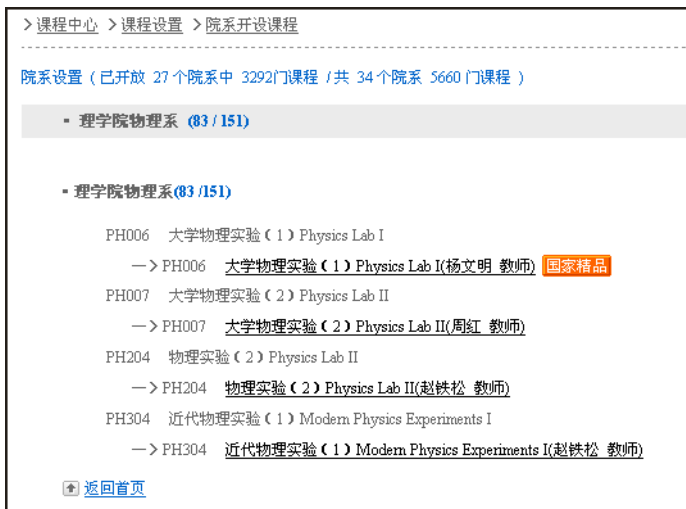 >课程中心 >课程设置 >院系开设课程
院系设置 ( 已开放 27 个院系中 3292门课程 / 共 34 个院系 5660 门课程 )
▪ 理学院物理系 (83 / 151)
▪ 理学院物理系(83 /151)
PH006 大学物理实验(1)Physics Lab I
—> PH006 大学物理实验(1)Physics Lab I(杨文明 教师) 国家精品
PH007 大学物理实验(2)Physics Lab II
—> PH007 大学物理实验(2)Physics Lab II(周红 教师)
PH204 物理实验(2)Physics Lab II
—> PH204 物理实验(2)Physics Lab II(赵铁松 教师)
PH304 近代物理实验(1)Modern Physics Experiments I
—> PH304 近代物理实验(1)Modern Physics Experiments I(赵铁松 教师)
返回首页